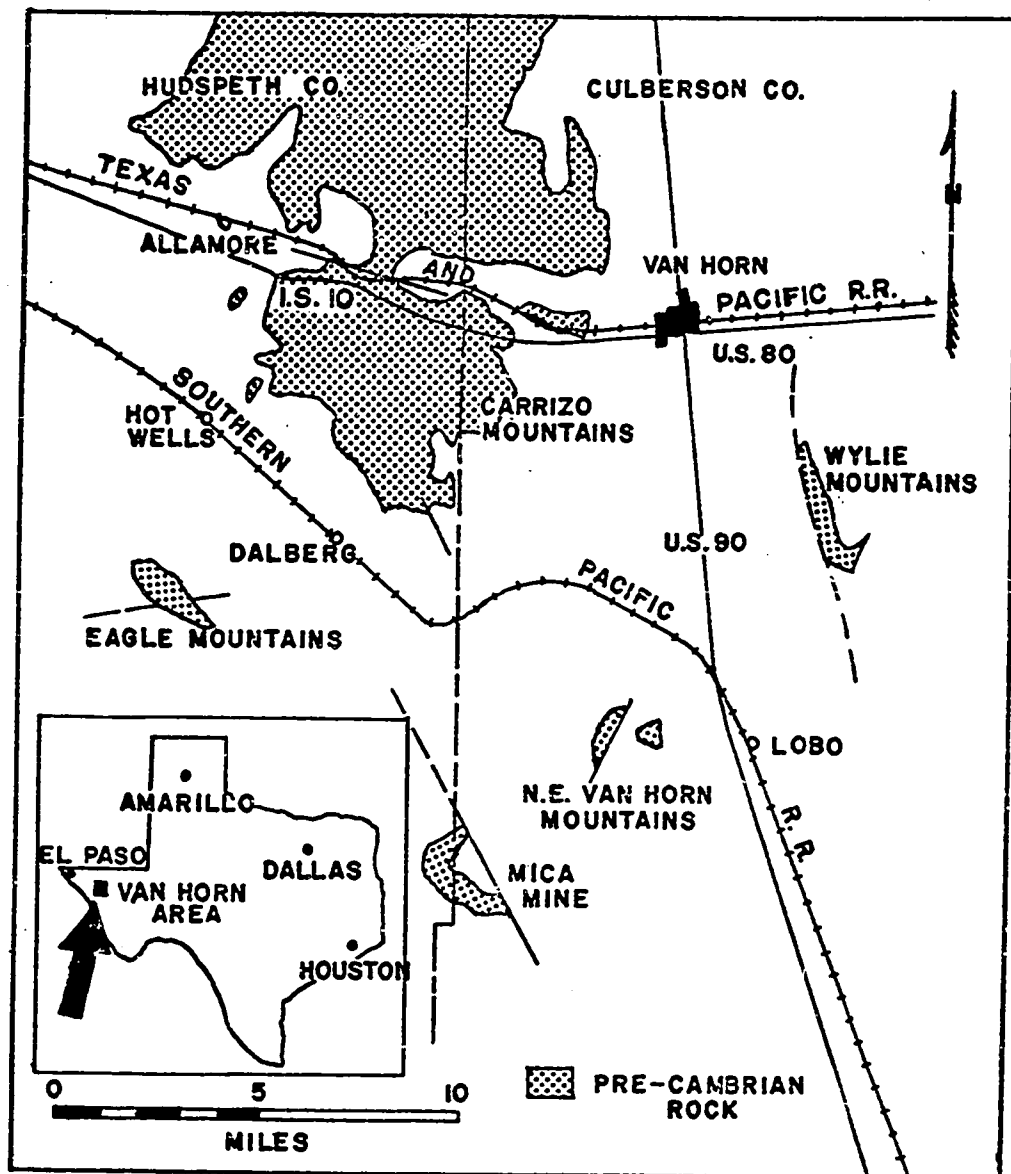 HUDSPETH CO.
CULBERSON CO.
TEXAS
AND
PACIFIC R.R.
N
ALLAMORE
VAN HORN
I.S. 10
U.S. 80
SOUTHERN
HOT
WELLS
CARRIZO
MOUNTAINS
WYLIE
MOUNTAINS
DALBERG
U.S. 90
PACIFIC
R. R.
EAGLE MOUNTAINS
LOBO
N.E. VAN HORN
MOUNTAINS
MICA
MINE
AMARILLO
EL PASO
DALLAS
VAN HORN
AREA
HOUSTON
0 5 10
MILES
PRE-CAMBRIAN
ROCK